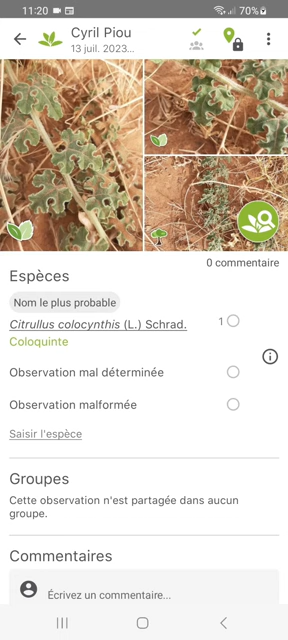 11:20 70%
Cyril Piou
13 juil. 2023...
0 commentaire
Espèces
Nom le plus probable
Citrullus colocynthis (L.) Schrad. 1
Coloquinte
Observation mal déterminée
Observation malformée
Saisir l'espèce
Groupes
Cette observation n'est partagée dans aucun
groupe.
Commentaires
Écrivez un commentaire...